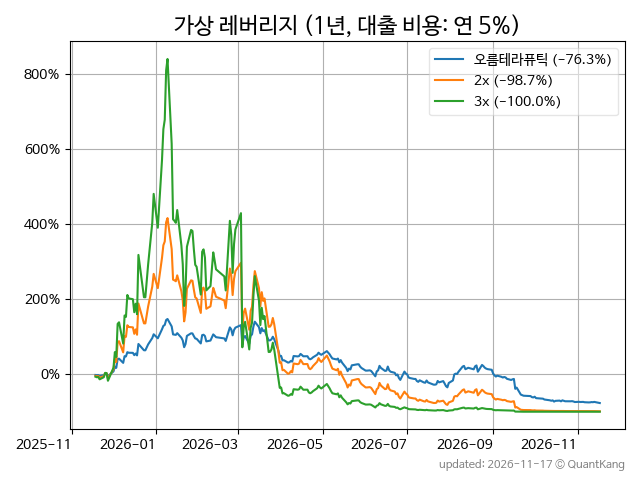 가상 레버리지 (1년, 대출 비용: 연 5%)
오름테라퓨틱 (-76.3%)
2x (-98.7%)
3x (-100.0%)
800%
600%
400%
200%
0%
2025-11
2026-01
2026-03
2026-05
2026-07
2026-09
2026-11
updated: 2026-11-17 © QuantKang